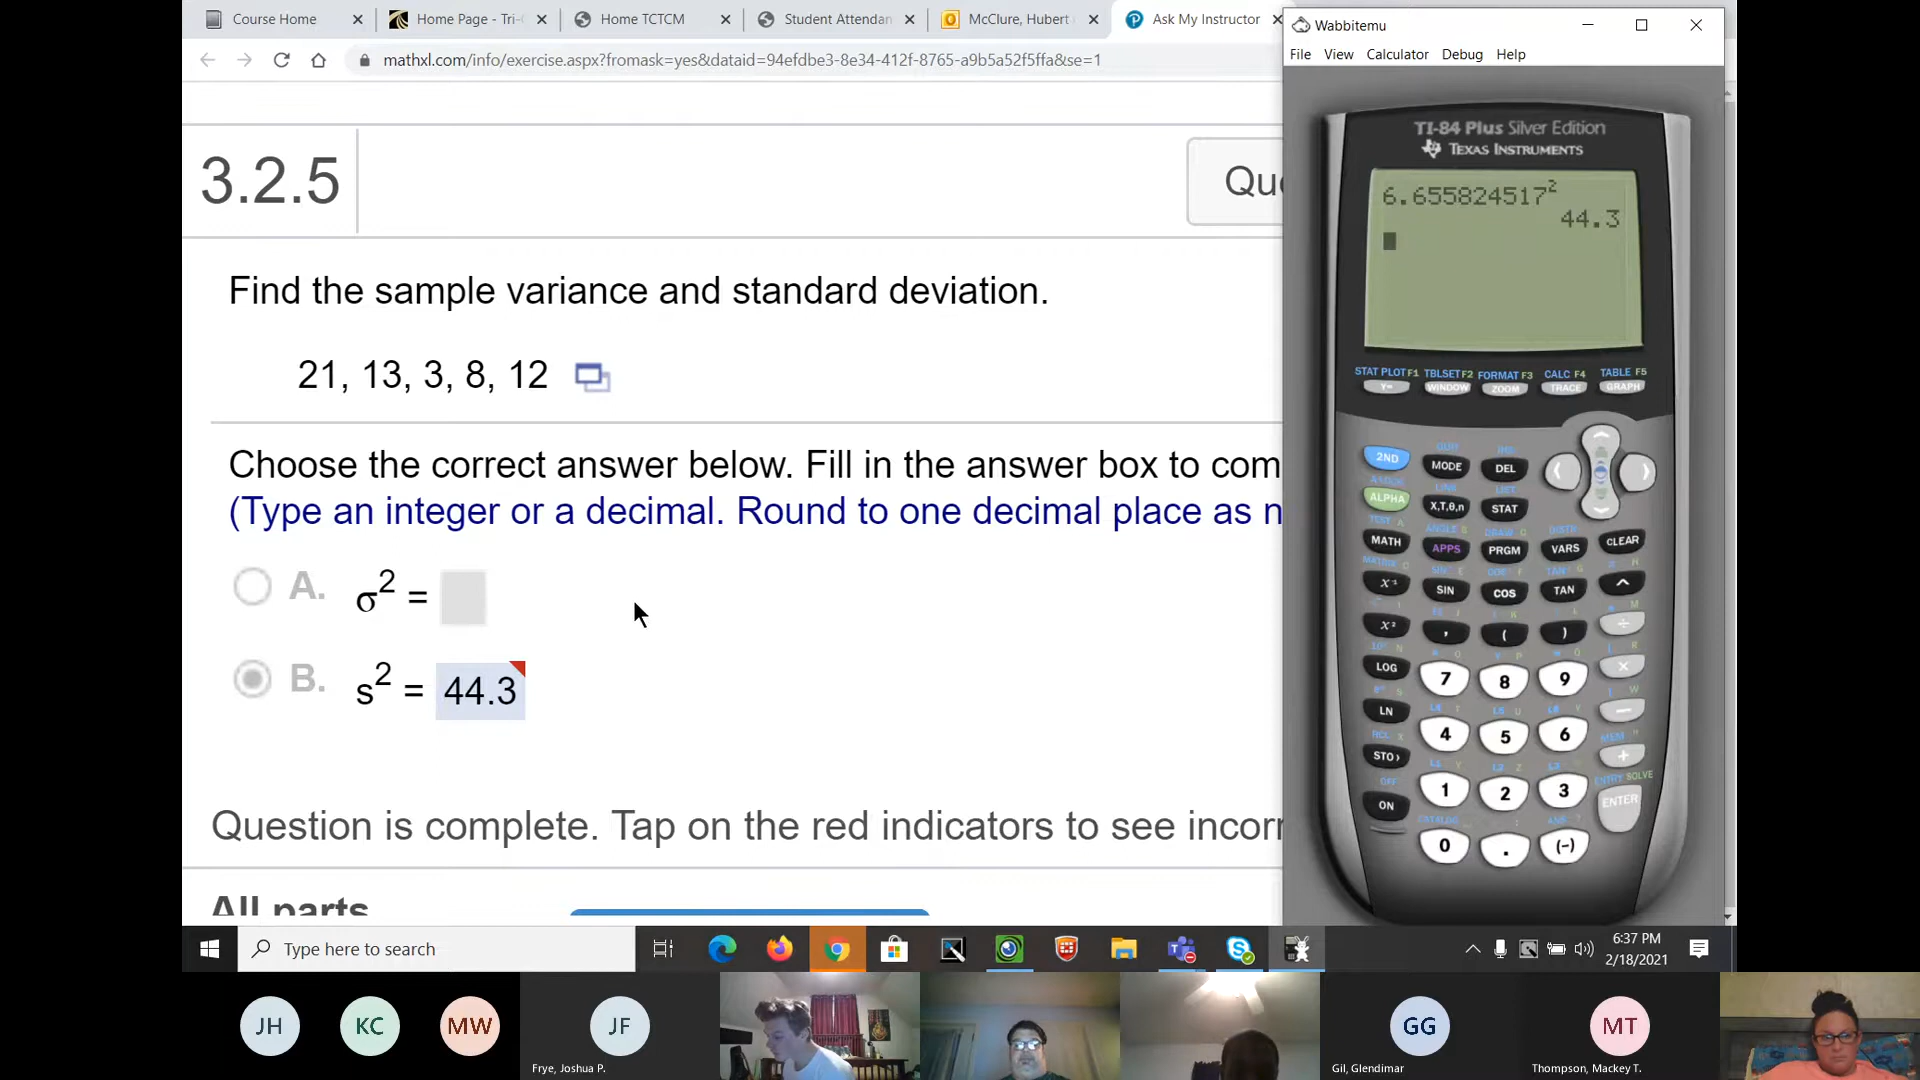 Course Home
Home Page - Tri-C
Home TCTCM
Student Attendan
McClure, Hubert
Ask My Instructor
mathxl.com/info/exercise.aspx?fromask=yes&dataid=94efdbe3-8e34-412f-8765-a9b5a52f5ffa&se=1
3.2.5
Que
Find the sample variance and standard deviation.
21, 13, 3, 8, 12
Choose the correct answer below. Fill in the answer box to com
(Type an integer or a decimal. Round to one decimal place as n
A. σ² =
B. s² = 44.3
Question is complete. Tap on the red indicators to see incorr
All parts
Wabbitemu
File View Calculator Debug Help
TI-84 Plus Silver Edition
TEXAS INSTRUMENTS
6.655824517²
44.3
STAT PLOT F1 TBLSET F2 FORMAT F3 CALC F4 TABLE F5
Y= WINDOW ZOOM TRACE GRAPH
2ND MODE DEL
ALPHA X,T,θ,n STAT
MATH APPS PRGM VARS CLEAR
X⁻¹ SIN COS TAN ^
X² , ( ) ÷
LOG 7 8 9 ×
LN 4 5 6 −
STO› 1 2 3 +
ON 0 . (−) ENTER
Type here to search
6:37 PM
2/18/2021
JH
KC
MW
JF
Frye, Joshua P.
GG
Gil, Glendimar
MT
Thompson, Mackey T.